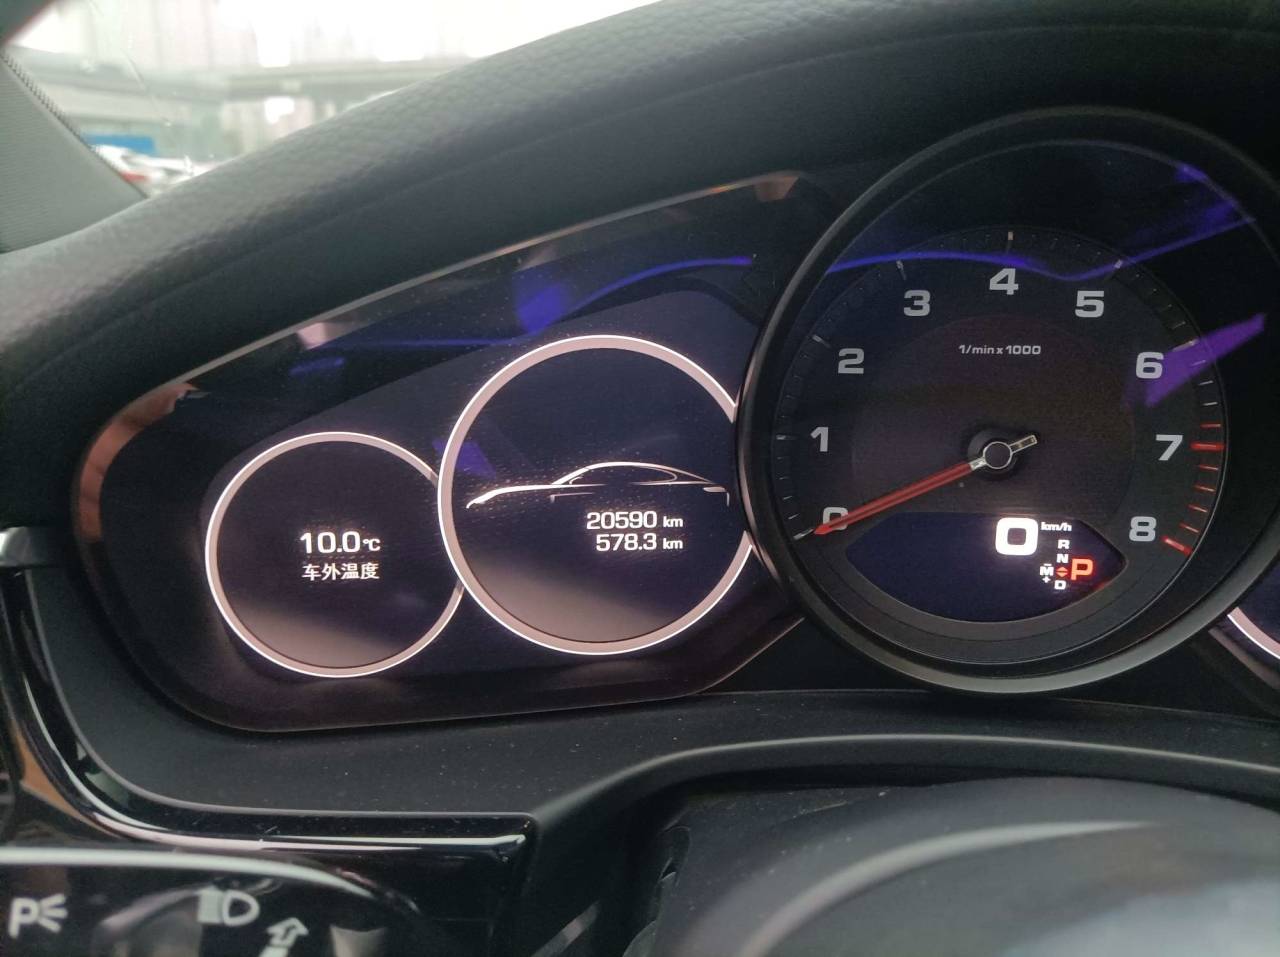 10.0°C
车外温度
20590 km
578.3 km
0
1
2
3
4
5
6
7
8
1/min x 1000
0 km/h
R
N
M
+
D
P
P